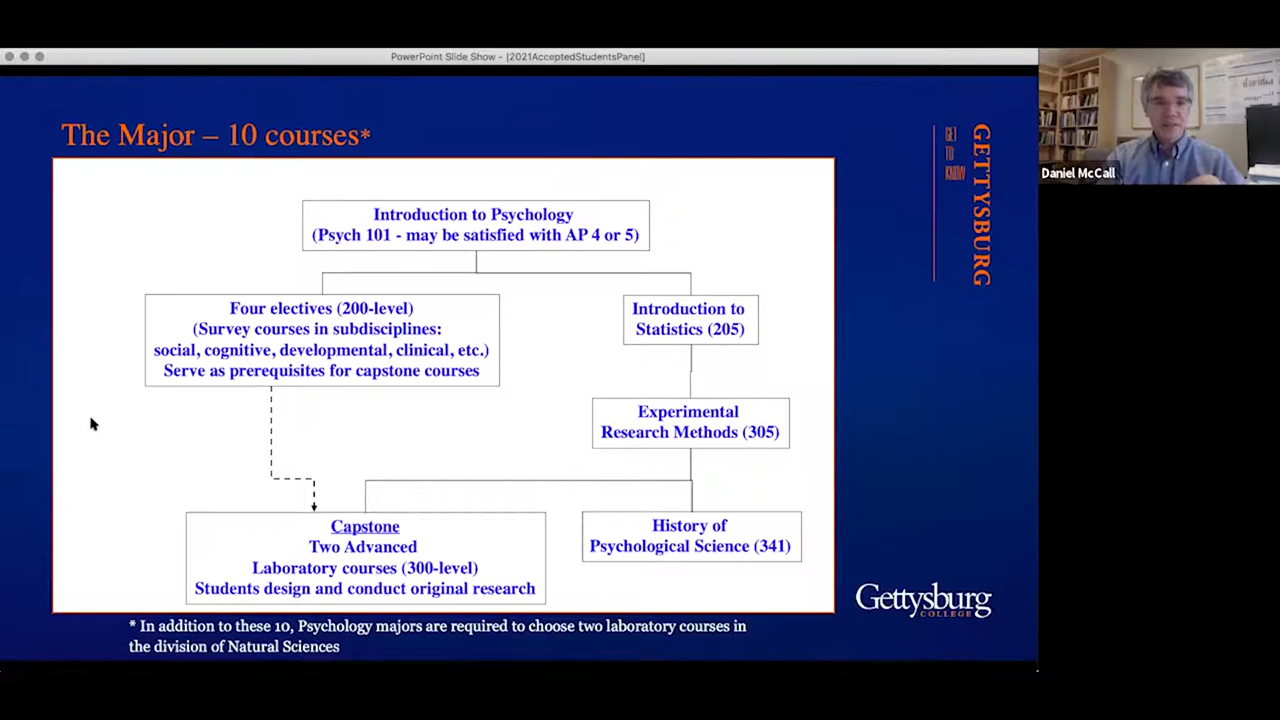 PowerPoint Slide Show - [2021AcceptedStudentsPanel]
The Major – 10 courses*
GET
TO
KNOW
GETTYSBURG
Daniel McCall
Introduction to Psychology
(Psych 101 - may be satisfied with AP 4 or 5)
Four electives (200-level)
(Survey courses in subdisciplines:
social, cognitive, developmental, clinical, etc.)
Serve as prerequisites for capstone courses
Introduction to
Statistics (205)
Experimental
Research Methods (305)
Capstone
Two Advanced
Laboratory courses (300-level)
Students design and conduct original research
History of
Psychological Science (341)
Gettysburg
COLLEGE
* In addition to these 10, Psychology majors are required to choose two laboratory courses in
the division of Natural Sciences